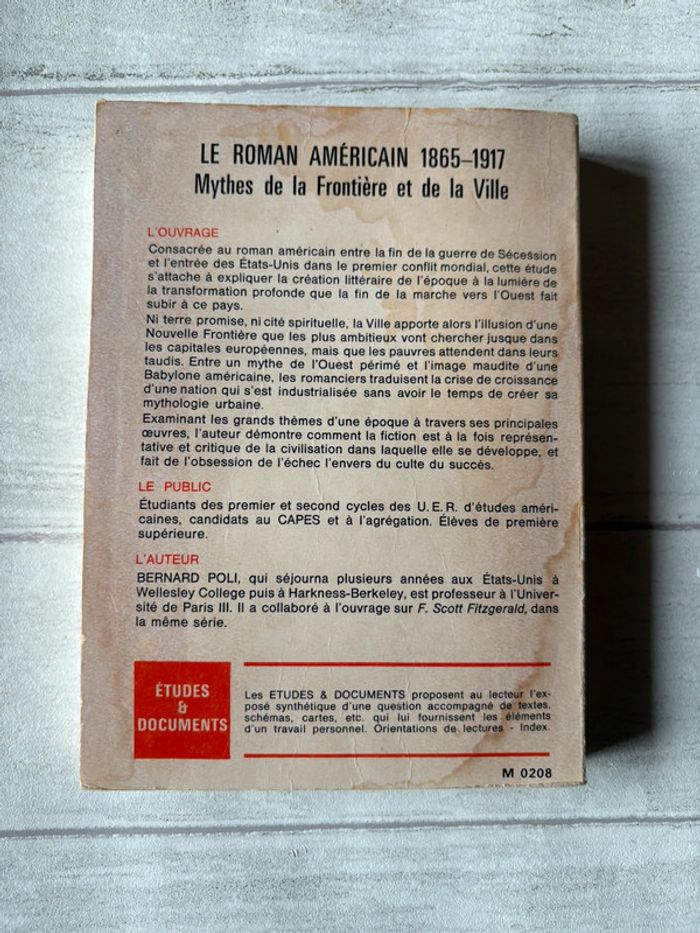 LE ROMAN AMÉRICAIN 1865-1917
Mythes de la Frontière et de la Ville
L'OUVRAGE
Consacrée au roman américain entre la fin de la guerre de Sécession
et l'entrée des États-Unis dans le premier conflit mondial, cette étude
s'attache à expliquer la création littéraire de l'époque à la lumière de
la transformation profonde que la fin de la marche vers l'Ouest fait
subir à ce pays.
Ni terre promise, ni cité spirituelle, la Ville apporte alors l'illusion d'une
Nouvelle Frontière que les plus ambitieux vont chercher jusque dans
les capitales européennes, mais que les pauvres attendent dans leurs
taudis. Entre un mythe de l'Ouest périmé et l'image maudite d'une
Babylone américaine, les romanciers traduisent la crise de croissance
d'une nation qui s'est industrialisée sans avoir le temps de créer sa
mythologie urbaine.
Examinant les grands thèmes d'une époque à travers ses principales
œuvres, l'auteur démontre comment la fiction est à la fois représen-
tative et critique de la civilisation dans laquelle elle se développe, et
fait de l'obsession de l'échec l'envers du culte du succès.
LE PUBLIC
Étudiants des premier et second cycles des U.E.R. d'études améri-
caines, candidats au CAPES et à l'agrégation. Élèves de première
supérieure.
L'AUTEUR
BERNARD POLI, qui séjourna plusieurs années aux États-Unis à
Wellesley College puis à Harkness-Berkeley, est professeur à l'Univer-
sité de Paris III. Il a collaboré à l'ouvrage sur F. Scott Fitzgerald, dans
la même série.
ÉTUDES
&
DOCUMENTS
Les ETUDES & DOCUMENTS proposent au lecteur l'ex-
posé synthétique d'une question accompagné de textes,
schémas, cartes, etc. qui lui fournissent les éléments
d'un travail personnel. Orientations de lectures - Index.
M 0208